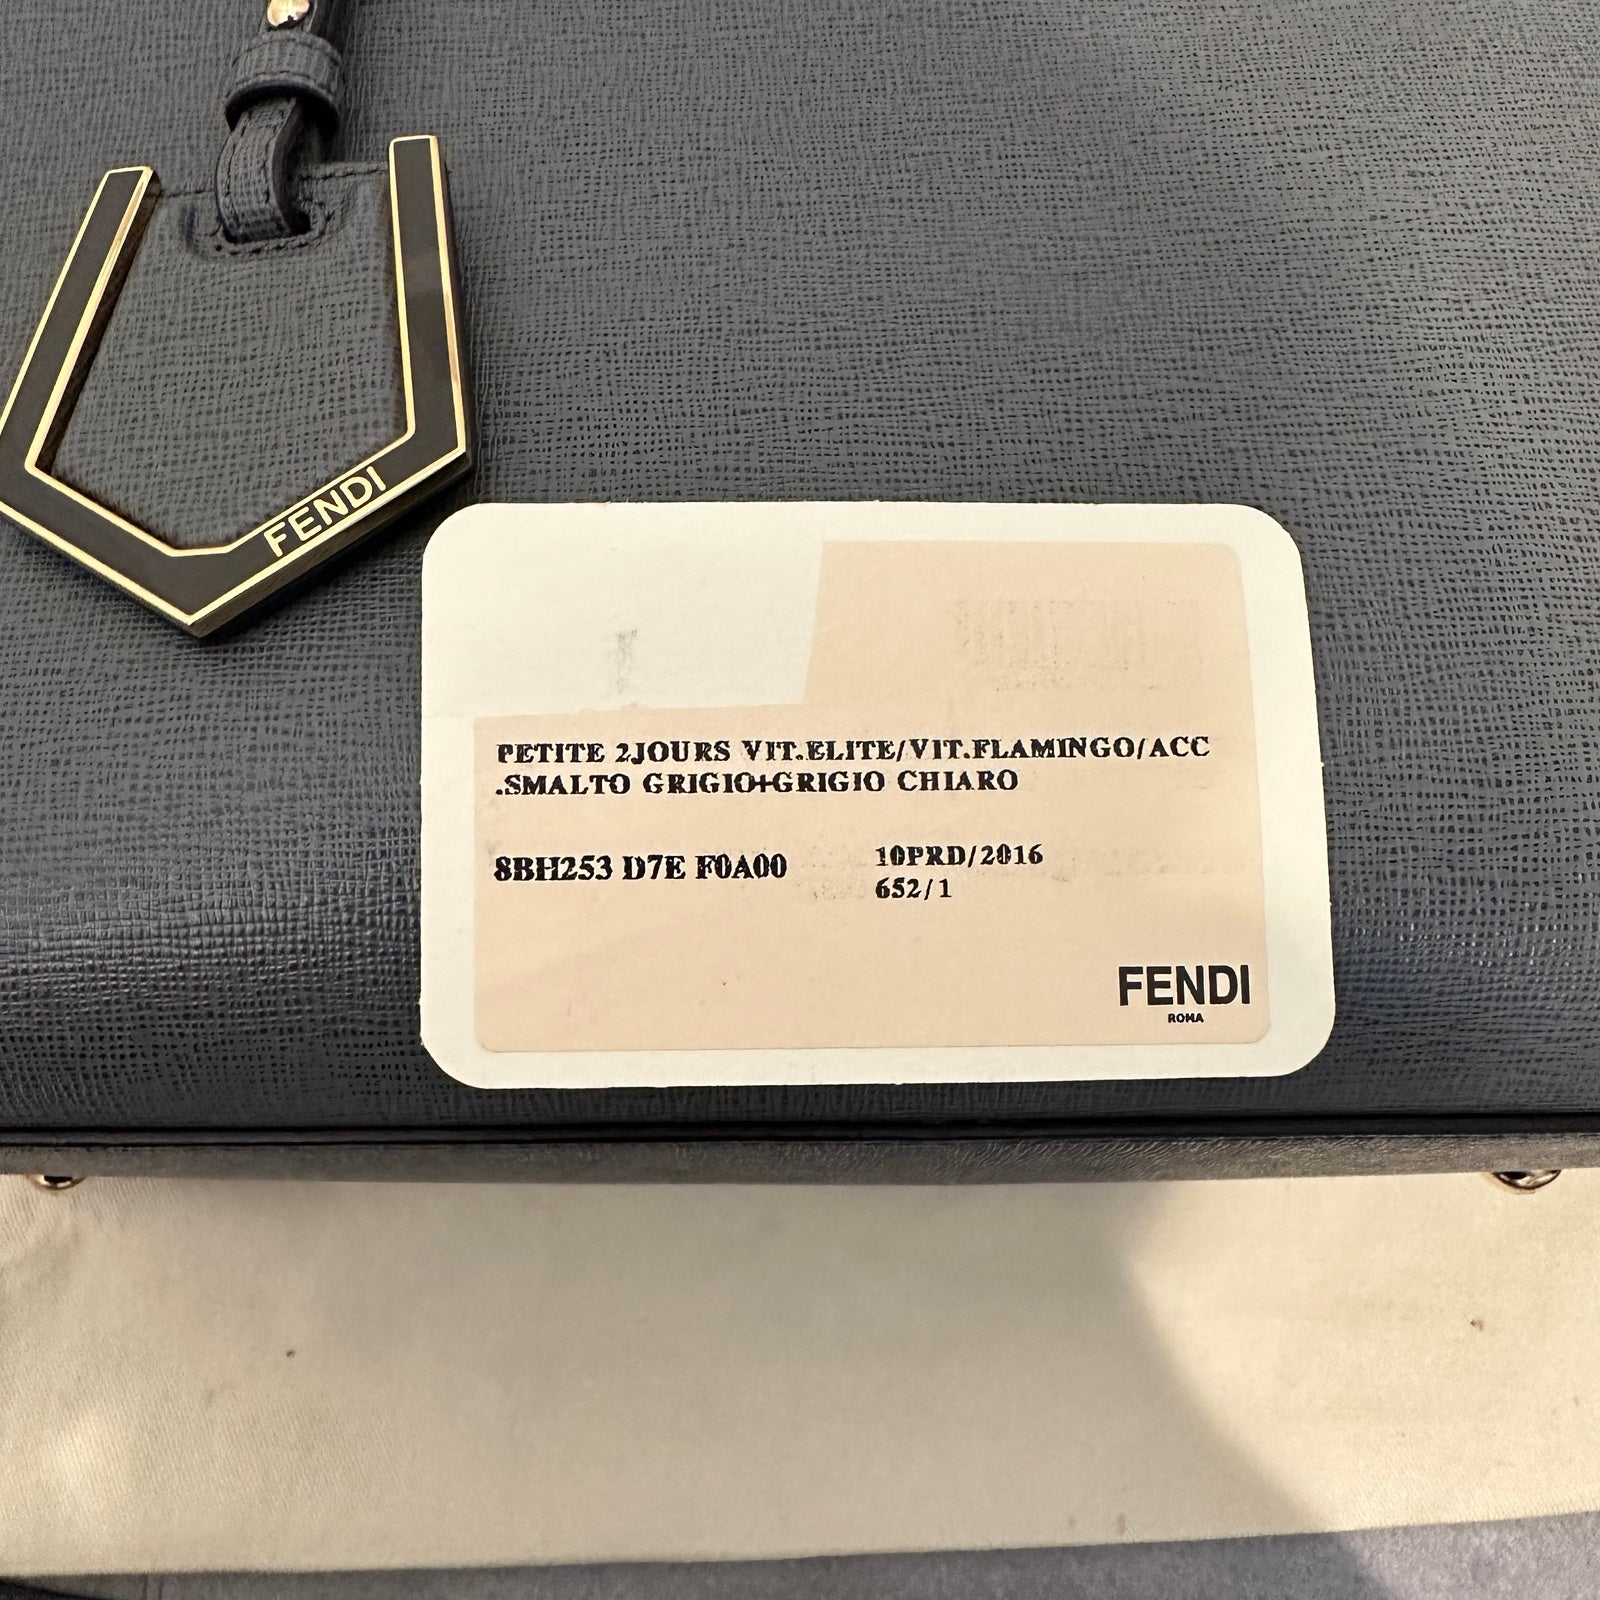 FENDI
PETITE 2JOURS VIT.ELITE/VIT.FLAMINGO/ACC
.SMALTO GRIGIO+GRIGIO CHIARO
8BH253 D7E F0A00
10PRD/2016
652/1
FENDI
ROMA